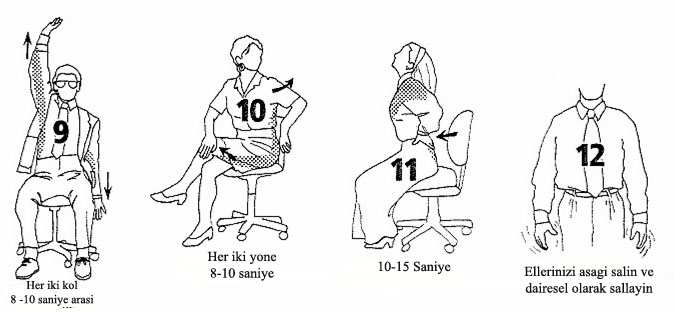 9
Her iki kol
8 -10 saniye arasi
10
Her iki yone
8-10 saniye
11
10-15 Saniye
12
Ellerinizi asagi salin ve
dairesel olarak sallayin